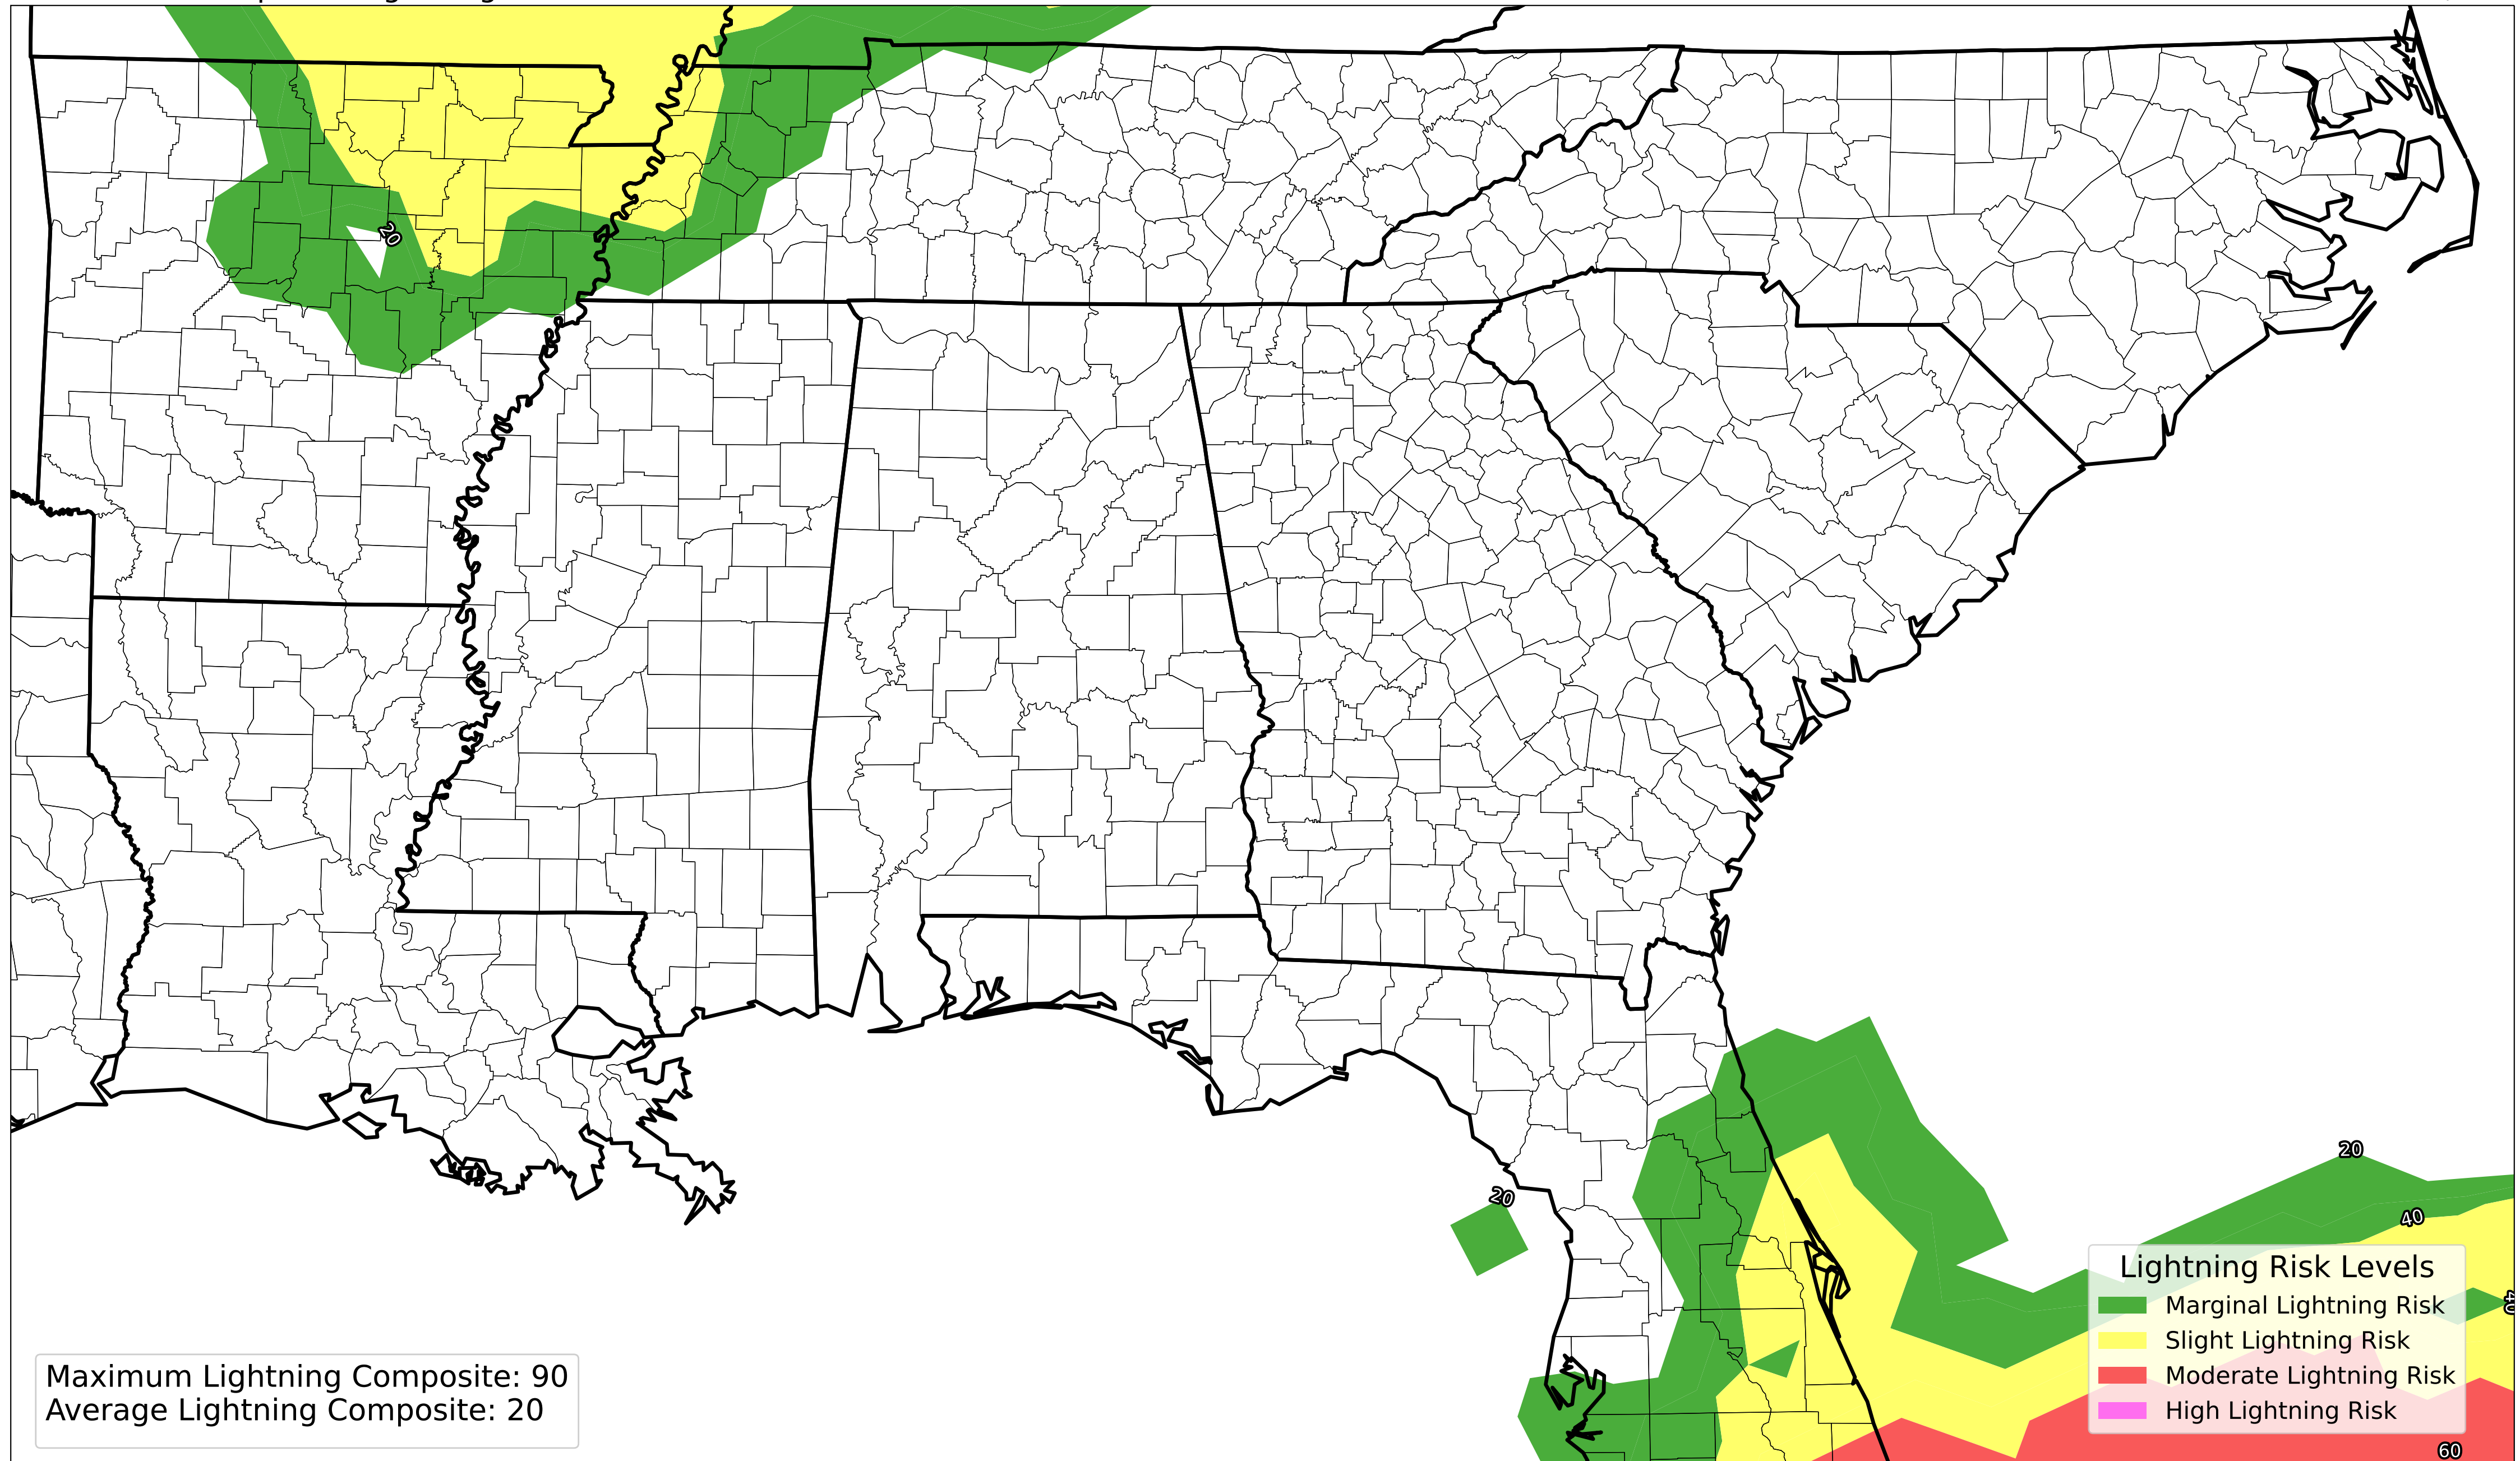 20
20
20
40
40
Lightning Risk Levels
Marginal Lightning Risk
Slight Lightning Risk
Moderate Lightning Risk
High Lightning Risk
Maximum Lightning Composite: 90
Average Lightning Composite: 20
60